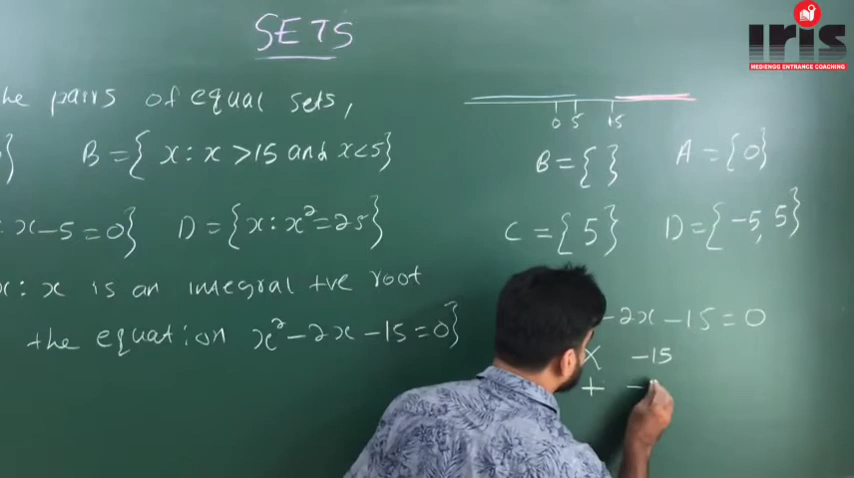 SETS
IrIS
MEDIENGG ENTRANCE COACHING
he pairs of equal sets,
} B = { x : x > 15 and x < 5 }
: x - 5 = 0 } D = { x : x² = 25 }
x : x is an integral +ve root
the equation x² - 2x - 15 = 0 }
0 5 15
B = { } A = { 0 }
C = { 5 } D = { -5, 5 }
- 2x - 15 = 0
× -15
+ -